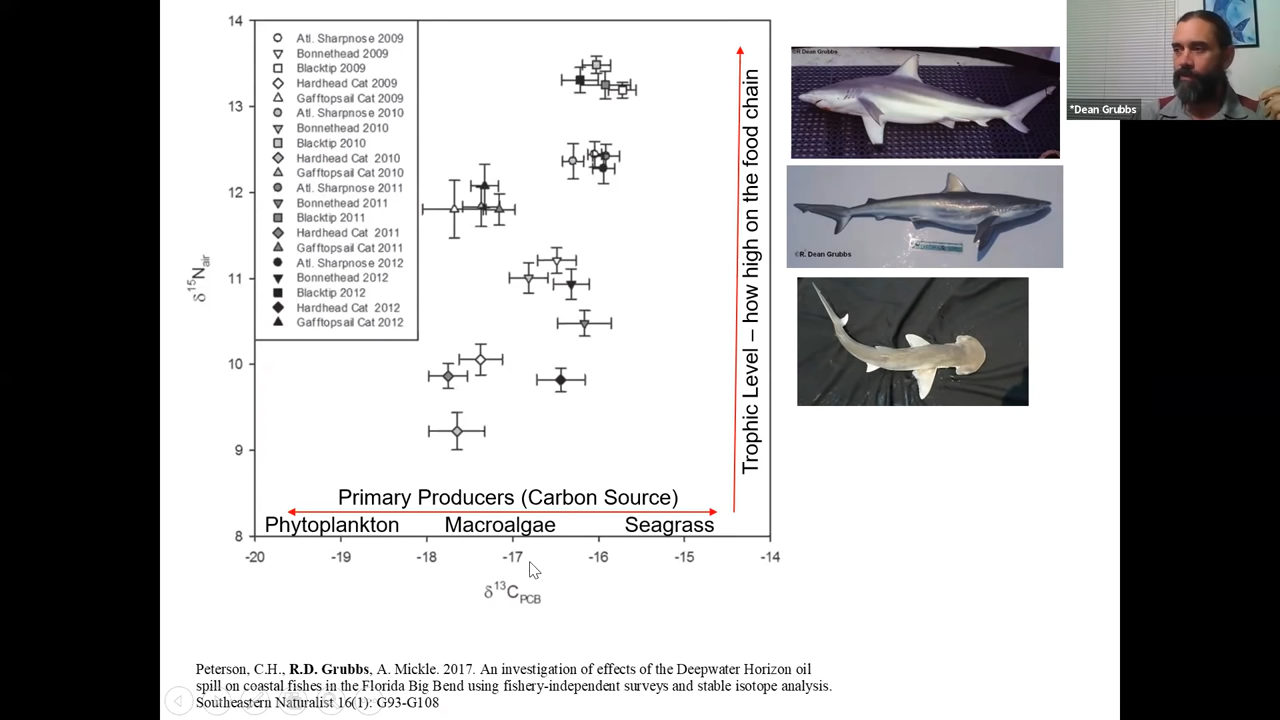 14
13
12
11
10
9
8
δ15Nair
Atl. Sharpnose 2009
Bonnethead 2009
Blacktip 2009
Hardhead Cat 2009
Gafftopsail Cat 2009
Atl. Sharpnose 2010
Bonnethead 2010
Blacktip 2010
Hardhead Cat 2010
Gafftopsail Cat 2010
Atl. Sharpnose 2011
Bonnethead 2011
Blacktip 2011
Hardhead Cat 2011
Gafftopsail Cat 2011
Atl. Sharpnose 2012
Bonnethead 2012
Blacktip 2012
Hardhead Cat 2012
Gafftopsail Cat 2012
Trophic Level – how high on the food chain
Primary Producers (Carbon Source)
Phytoplankton Macroalgae Seagrass
-20 -19 -18 -17 -16 -15 -14
δ13CPCB
©R Dean Grubbs
©R. Dean Grubbs
*Dean Grubbs
Peterson, C.H., R.D. Grubbs, A. Mickle. 2017. An investigation of effects of the Deepwater Horizon oil
spill on coastal fishes in the Florida Big Bend using fishery-independent surveys and stable isotope analysis.
Southeastern Naturalist 16(1): G93-G108